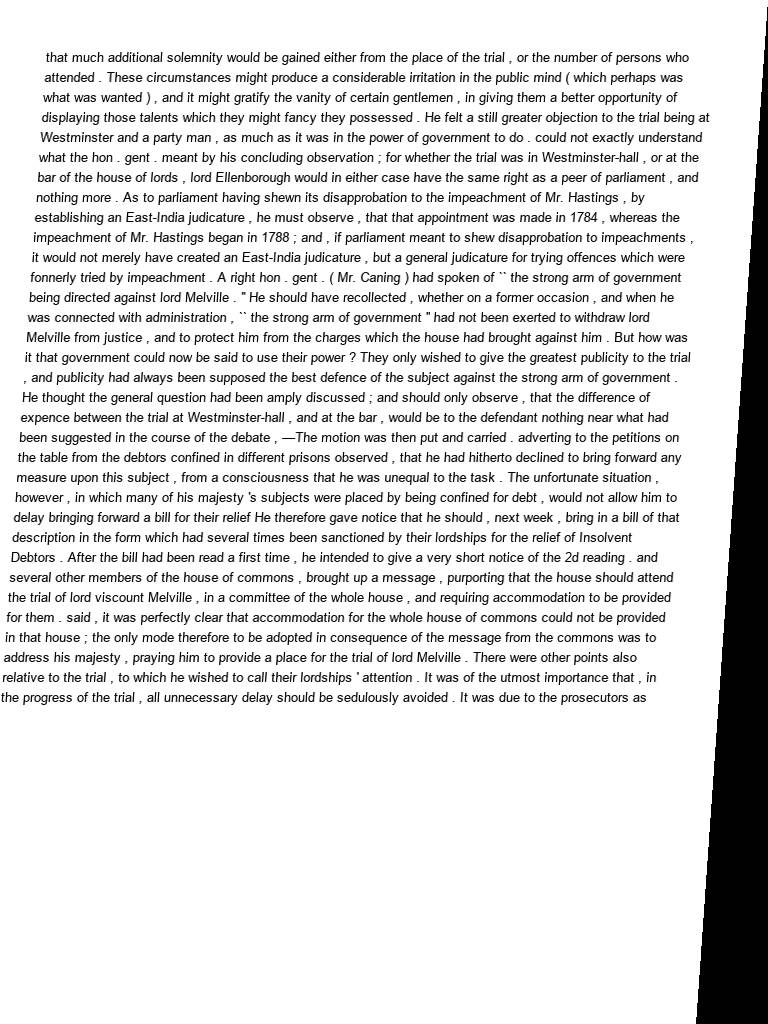 that much additional solemnity would be gained either from the place of the trial , or the number of persons who
attended . These circumstances might produce a considerable irritation in the public mind ( which perhaps was
what was wanted ) , and it might gratify the vanity of certain gentlemen , in giving them a better opportunity of
displaying those talents which they might fancy they possessed . He felt a still greater objection to the trial being at
Westminster and a party man , as much as it was in the power of government to do . could not exactly understand
what the hon . gent . meant by his concluding observation ; for whether the trial was in Westminster-hall , or at the
bar of the house of lords , lord Ellenborough would in either case have the same right as a peer of parliament , and
nothing more . As to parliament having shewn its disapprobation to the impeachment of Mr. Hastings , by
establishing an East-India judicature , he must observe , that that appointment was made in 1784 , whereas the
impeachment of Mr. Hastings began in 1788 ; and , if parliament meant to shew disapprobation to impeachments ,
it would not merely have created an East-India judicature , but a general judicature for trying offences which were
fonnerly tried by impeachment . A right hon . gent . ( Mr. Caning ) had spoken of `` the strong arm of government
being directed against lord Melville . '' He should have recollected , whether on a former occasion , and when he
was connected with administration , `` the strong arm of government '' had not been exerted to withdraw lord
Melville from justice , and to protect him from the charges which the house had brought against him . But how was
it that government could now be said to use their power ? They only wished to give the greatest publicity to the trial
, and publicity had always been supposed the best defence of the subject against the strong arm of government .
He thought the general question had been amply discussed ; and should only observe , that the difference of
expence between the trial at Westminster-hall , and at the bar , would be to the defendant nothing near what had
been suggested in the course of the debate , —The motion was then put and carried . adverting to the petitions on
the table from the debtors confined in different prisons observed , that he had hitherto declined to bring forward any
measure upon this subject , from a consciousness that he was unequal to the task . The unfortunate situation ,
however , in which many of his majesty 's subjects were placed by being confined for debt , would not allow him to
delay bringing forward a bill for their relief He therefore gave notice that he should , next week , bring in a bill of that
description in the form which had several times been sanctioned by their lordships for the relief of Insolvent
Debtors . After the bill had been read a first time , he intended to give a very short notice of the 2d reading . and
several other members of the house of commons , brought up a message , purporting that the house should attend
the trial of lord viscount Melville , in a committee of the whole house , and requiring accommodation to be provided
for them . said , it was perfectly clear that accommodation for the whole house of commons could not be provided
in that house ; the only mode therefore to be adopted in consequence of the message from the commons was to
address his majesty , praying him to provide a place for the trial of lord Melville . There were other points also
relative to the trial , to which he wished to call their lordships ' attention . It was of the utmost importance that , in
the progress of the trial , all unnecessary delay should be sedulously avoided . It was due to the prosecutors as